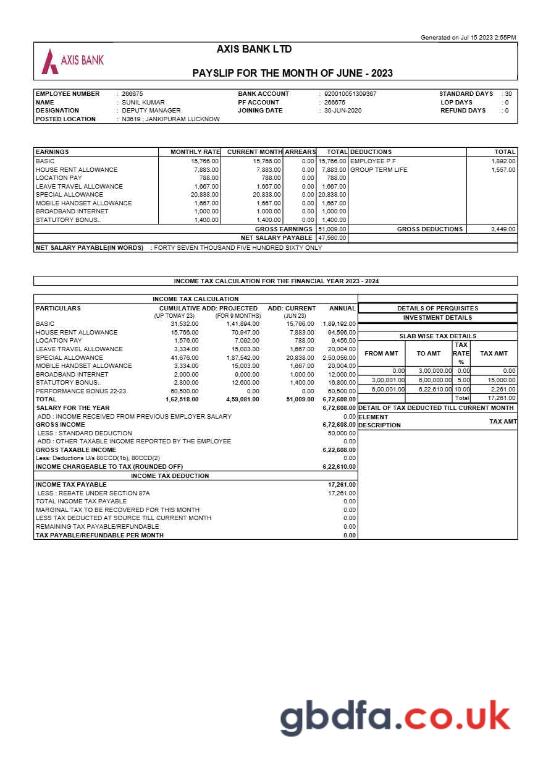 Generated on Jul 15 2023 2:55PM
AXIS BANK LTD
AXIS BANK
PAYSLIP FOR THE MONTH OF JUNE - 2023
EMPLOYEE NUMBER : 266675 BANK ACCOUNT : 920010051309367 STANDARD DAYS : 30
NAME : SUNIL KUMAR PF ACCOUNT : 266675 LOP DAYS : 0
DESIGNATION : DEPUTY MANAGER JOINING DATE : 30-JUN-2020 REFUND DAYS : 0
POSTED LOCATION : N3619 : JANKIPURAM LUCKNOW
EARNINGS MONTHLY RATE CURRENT MONTH ARREARS TOTAL DEDUCTIONS TOTAL
BASIC 15,766.00 15,766.00 0.00 15,766.00 EMPLOYEE P F 1,892.00
HOUSE RENT ALLOWANCE 7,883.00 7,883.00 0.00 7,883.00 GROUP TERM LIFE 1,557.00
LOCATION PAY 788.00 788.00 0.00 788.00
LEAVE TRAVEL ALLOWANCE 1,667.00 1,667.00 0.00 1,667.00
SPECIAL ALLOWANCE 20,838.00 20,838.00 0.00 20,838.00
MOBILE HANDSET ALLOWANCE 1,667.00 1,667.00 0.00 1,667.00
BROADBAND INTERNET 1,000.00 1,000.00 0.00 1,000.00
STATUTORY BONUS.. 1,400.00 1,400.00 0.00 1,400.00
GROSS EARNINGS 51,009.00 GROSS DEDUCTIONS 3,449.00
NET SALARY PAYABLE 47,560.00
NET SALARY PAYABLE(IN WORDS) : FORTY SEVEN THOUSAND FIVE HUNDRED SIXTY ONLY
INCOME TAX CALCULATION FOR THE FINANCIAL YEAR 2023 - 2024
INCOME TAX CALCULATION
PARTICULARS CUMULATIVE ADD: PROJECTED ADD: CURRENT ANNUAL
(UP TO MAY 23) (FOR 9 MONTHS) (JUN 23)
BASIC 31,532.00 1,41,894.00 15,766.00 1,89,192.00
HOUSE RENT ALLOWANCE 15,766.00 70,947.00 7,883.00 94,596.00
LOCATION PAY 1,576.00 7,092.00 788.00 9,456.00
LEAVE TRAVEL ALLOWANCE 3,334.00 15,003.00 1,667.00 20,004.00
SPECIAL ALLOWANCE 41,676.00 1,87,542.00 20,838.00 2,50,056.00
MOBILE HANDSET ALLOWANCE 3,334.00 15,003.00 1,667.00 20,004.00
BROADBAND INTERNET 2,000.00 9,000.00 1,000.00 12,000.00
STATUTORY BONUS.. 2,800.00 12,600.00 1,400.00 16,800.00
PERFORMANCE BONUS 22-23 60,500.00 0.00 0.00 60,500.00
TOTAL 1,62,518.00 4,59,081.00 51,009.00 6,72,608.00
SALARY FOR THE YEAR 6,72,608.00
ADD : INCOME RECEIVED FROM PREVIOUS EMPLOYER SALARY 0.00
GROSS INCOME 6,72,608.00
LESS : STANDARD DEDUCTION 50,000.00
ADD : OTHER TAXABLE INCOME REPORTED BY THE EMPLOYEE 0.00
GROSS TAXABLE INCOME 6,22,608.00
Less: Deductions U/s 80CCD(1b), 80CCD(2) 0.00
INCOME CHARGEABLE TO TAX (ROUNDED OFF) 6,22,610.00
INCOME TAX DEDUCTION
INCOME TAX PAYABLE 17,261.00
LESS : REBATE UNDER SECTION 87A 17,261.00
TOTAL INCOME TAX PAYABLE 0.00
MARGINAL TAX TO BE RECOVERED FOR THIS MONTH 0.00
LESS TAX DEDUCTED AT SOURCE TILL CURRENT MONTH 0.00
REMAINING TAX PAYABLE/REFUNDABLE 0.00
TAX PAYABLE/REFUNDABLE PER MONTH 0.00
DETAILS OF PERQUISITES
INVESTMENT DETAILS
SLAB WISE TAX DETAILS
FROM AMT TO AMT TAX RATE % TAX AMT
0.00 3,00,000.00 0.00 0.00
3,00,001.00 6,00,000.00 5.00 15,000.00
6,00,001.00 6,22,610.00 10.00 2,261.00
Total 17,261.00
DETAIL OF TAX DEDUCTED TILL CURRENT MONTH
ELEMENT DESCRIPTION TAX AMT
gbdfa.co.uk